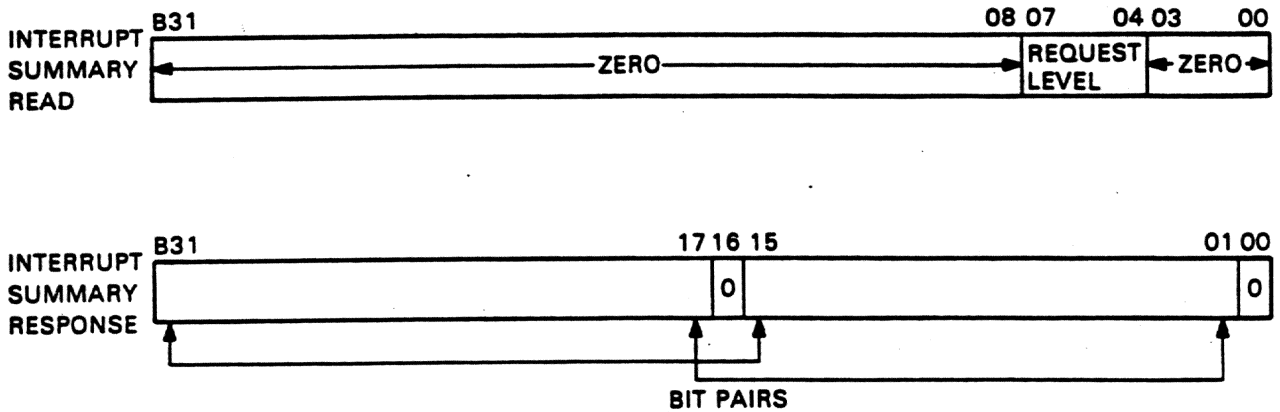 B31 08 07 04 03 00
INTERRUPT
SUMMARY
READ
ZERO
REQUEST
LEVEL
ZERO
B31 17 16 15 01 00
INTERRUPT
SUMMARY
RESPONSE
0
0
BIT PAIRS